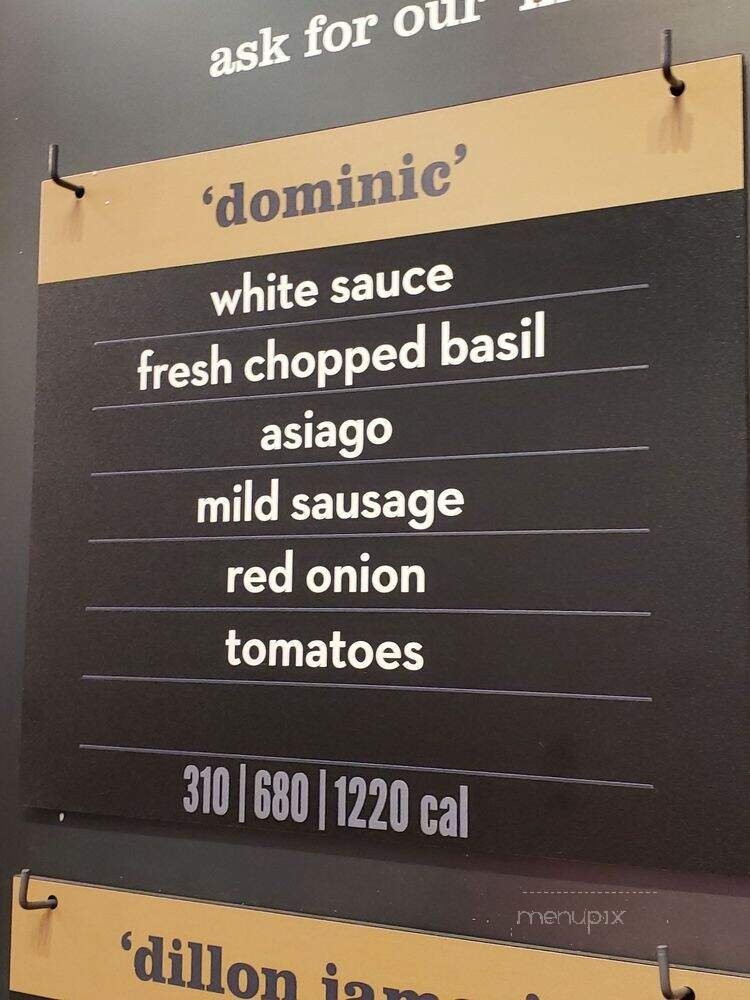 ask for our
‘dominic’
white sauce
fresh chopped basil
asiago
mild sausage
red onion
tomatoes
310 | 680 | 1220 cal
menupix
‘dillon